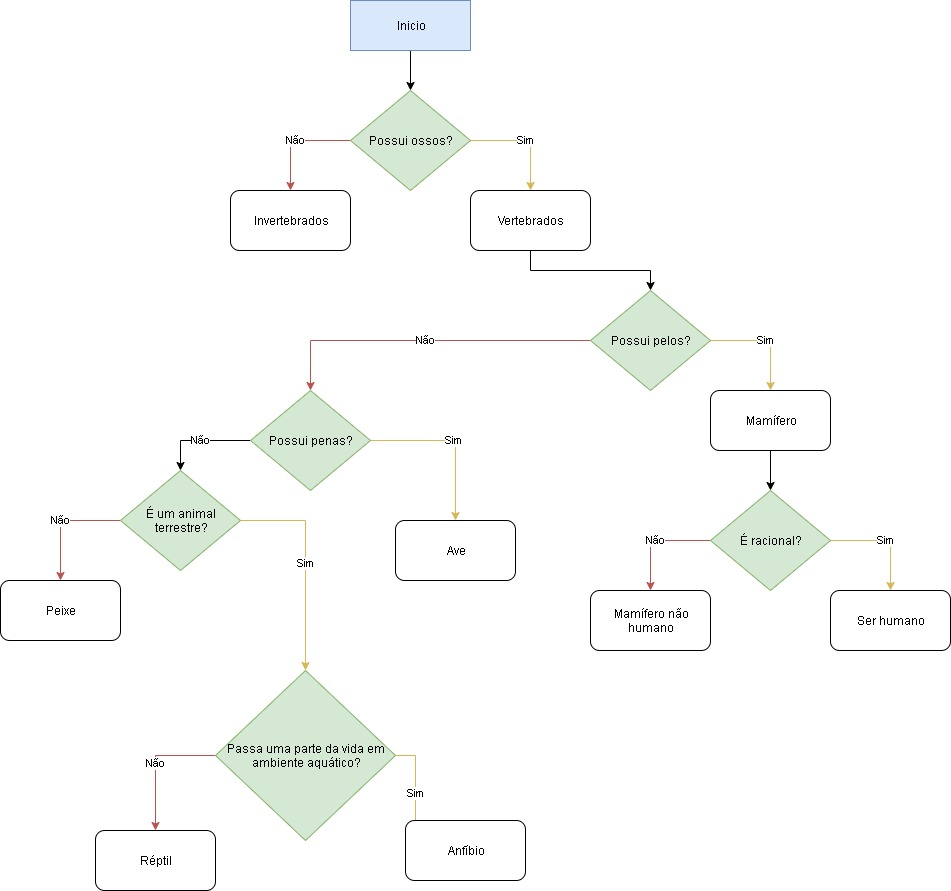 Inicio
Possui ossos?
Não
Sim
Invertebrados
Vertebrados
Possui pelos?
Não
Sim
Mamífero
Possui penas?
Não
Sim
É um animal
terrestre?
Não
Sim
Ave
É racional?
Não
Sim
Peixe
Mamífero não
humano
Ser humano
Passa uma parte da vida em
ambiente aquático?
Não
Sim
Réptil
Anfíbio